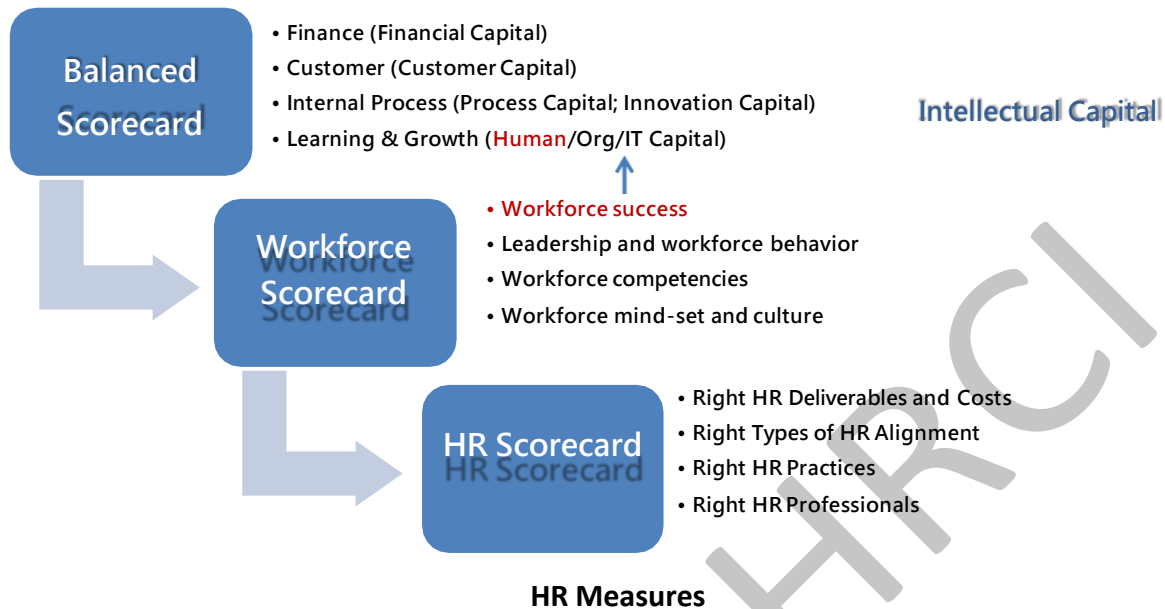 Balanced
Scorecard
• Finance (Financial Capital)
• Customer (Customer Capital)
• Internal Process (Process Capital; Innovation Capital)
• Learning & Growth (Human/Org/IT Capital)
Intellectual Capital
Workforce
Scorecard
• Workforce success
• Leadership and workforce behavior
• Workforce competencies
• Workforce mind-set and culture
HR Scorecard
• Right HR Deliverables and Costs
• Right Types of HR Alignment
• Right HR Practices
• Right HR Professionals
HRCI
HR Measures